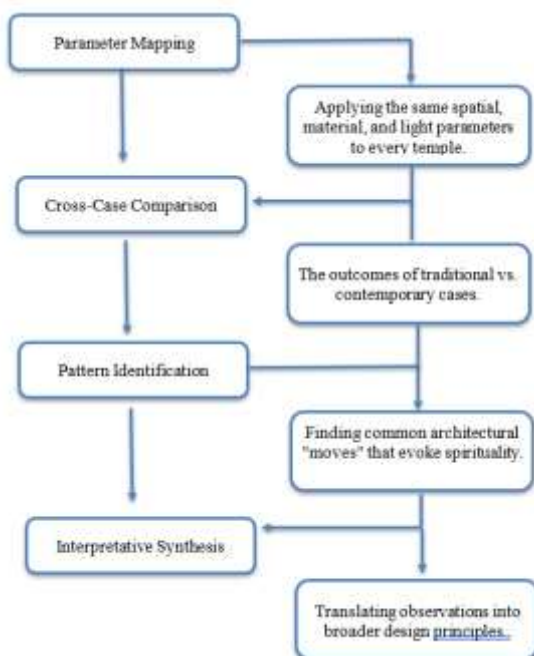 Parameter Mapping
Applying the same spatial,
material, and light parameters
to every temple.
Cross-Case Comparison
The outcomes of traditional vs.
contemporary cases.
Pattern Identification
Finding common architectural
"moves" that evoke spirituality.
Interpretative Synthesis
Translating observations into
broader design principles..